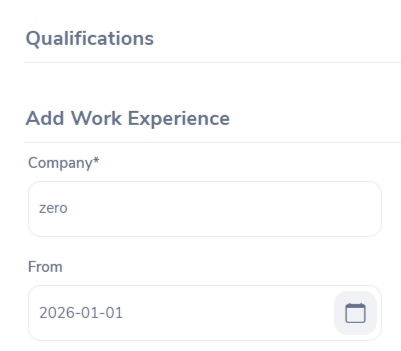 Qualifications
Add Work Experience
Company*
zero
From
2026-01-01